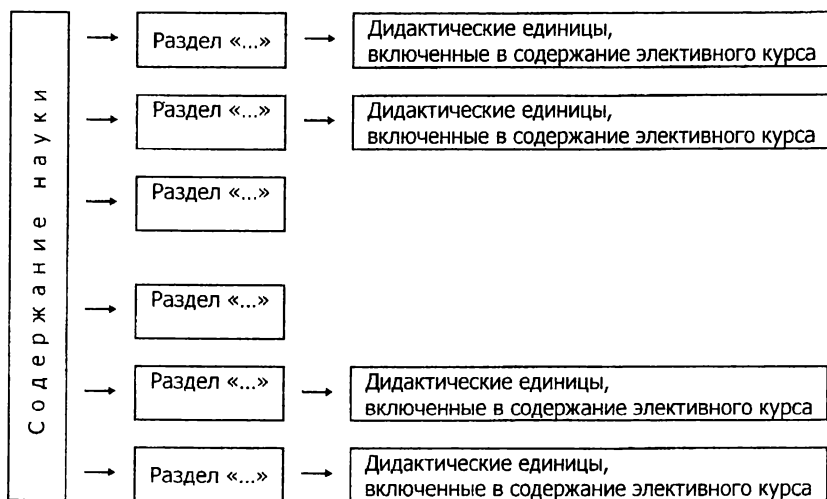 Содержание науки
Раздел «...»
Дидактические единицы,
включенные в содержание элективного курса
Раздел «...»
Дидактические единицы,
включенные в содержание элективного курса
Раздел «...»
Раздел «...»
Раздел «...»
Дидактические единицы,
включенные в содержание элективного курса
Раздел «...»
Дидактические единицы,
включенные в содержание элективного курса